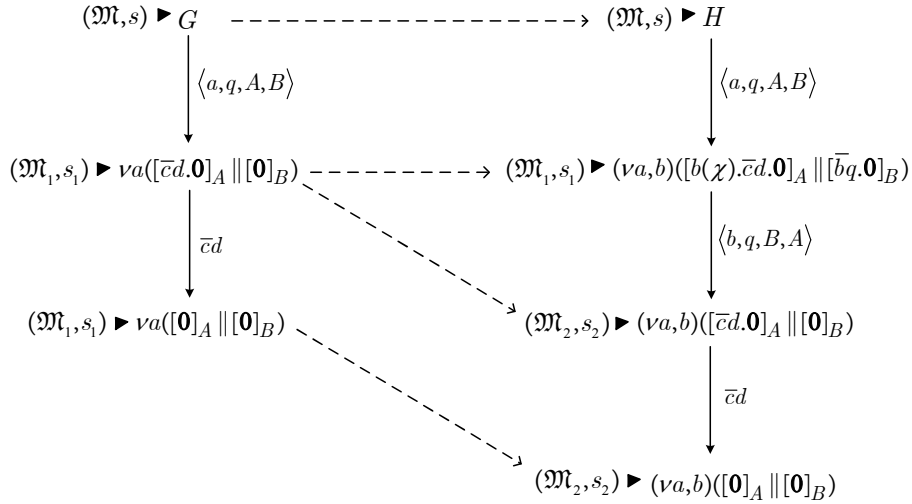 (𝔐,s) ▶ G (𝔐,s) ▶ H
⟨a,q,A,B⟩ ⟨a,q,A,B⟩
(𝔐₁,s₁) ▶ νa([c̅d.𝟎]_A ∥ [𝟎]_B) (𝔐₁,s₁) ▶ (νa,b)([b(χ).c̅d.𝟎]_A ∥ [b̅q.𝟎]_B)
c̅d ⟨b,q,B,A⟩
(𝔐₁,s₁) ▶ νa([𝟎]_A ∥ [𝟎]_B) (𝔐₂,s₂) ▶ (νa,b)([c̅d.𝟎]_A ∥ [𝟎]_B)
c̅d
(𝔐₂,s₂) ▶ (νa,b)([𝟎]_A ∥ [𝟎]_B)